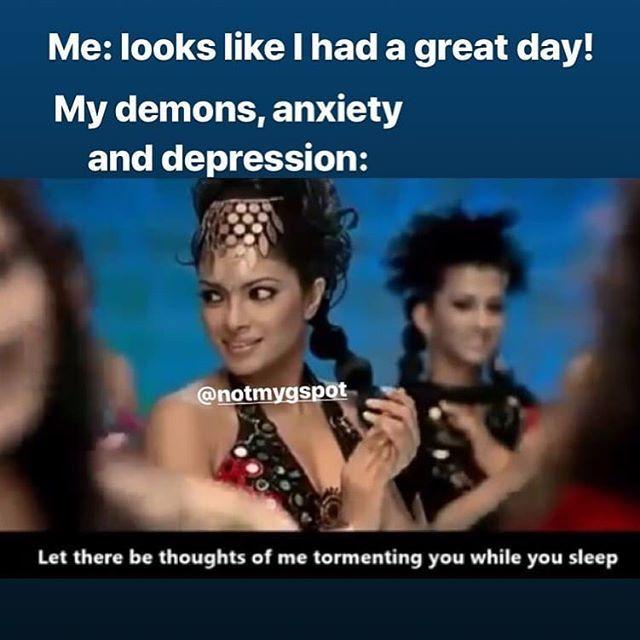 Me: looks like I had a great day!
My demons, anxiety
and depression:
@notmygspot
Let there be thoughts of me tormenting you while you sleep